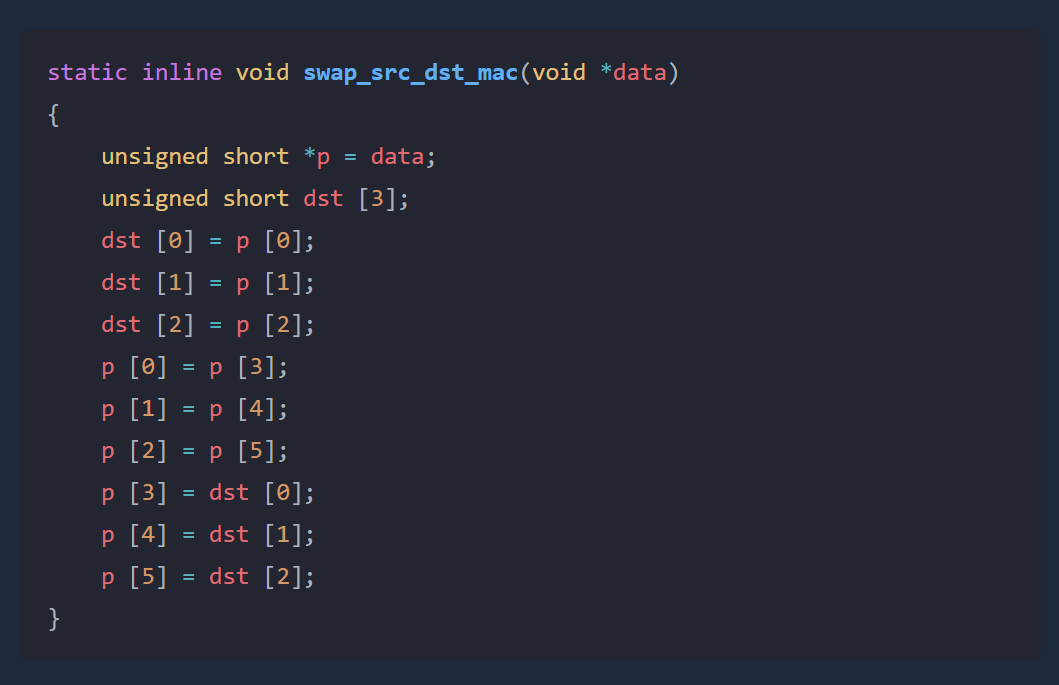 static inline void swap_src_dst_mac(void *data)
{
    unsigned short *p = data;
    unsigned short dst [3];
    dst [0] = p [0];
    dst [1] = p [1];
    dst [2] = p [2];
    p [0] = p [3];
    p [1] = p [4];
    p [2] = p [5];
    p [3] = dst [0];
    p [4] = dst [1];
    p [5] = dst [2];
}